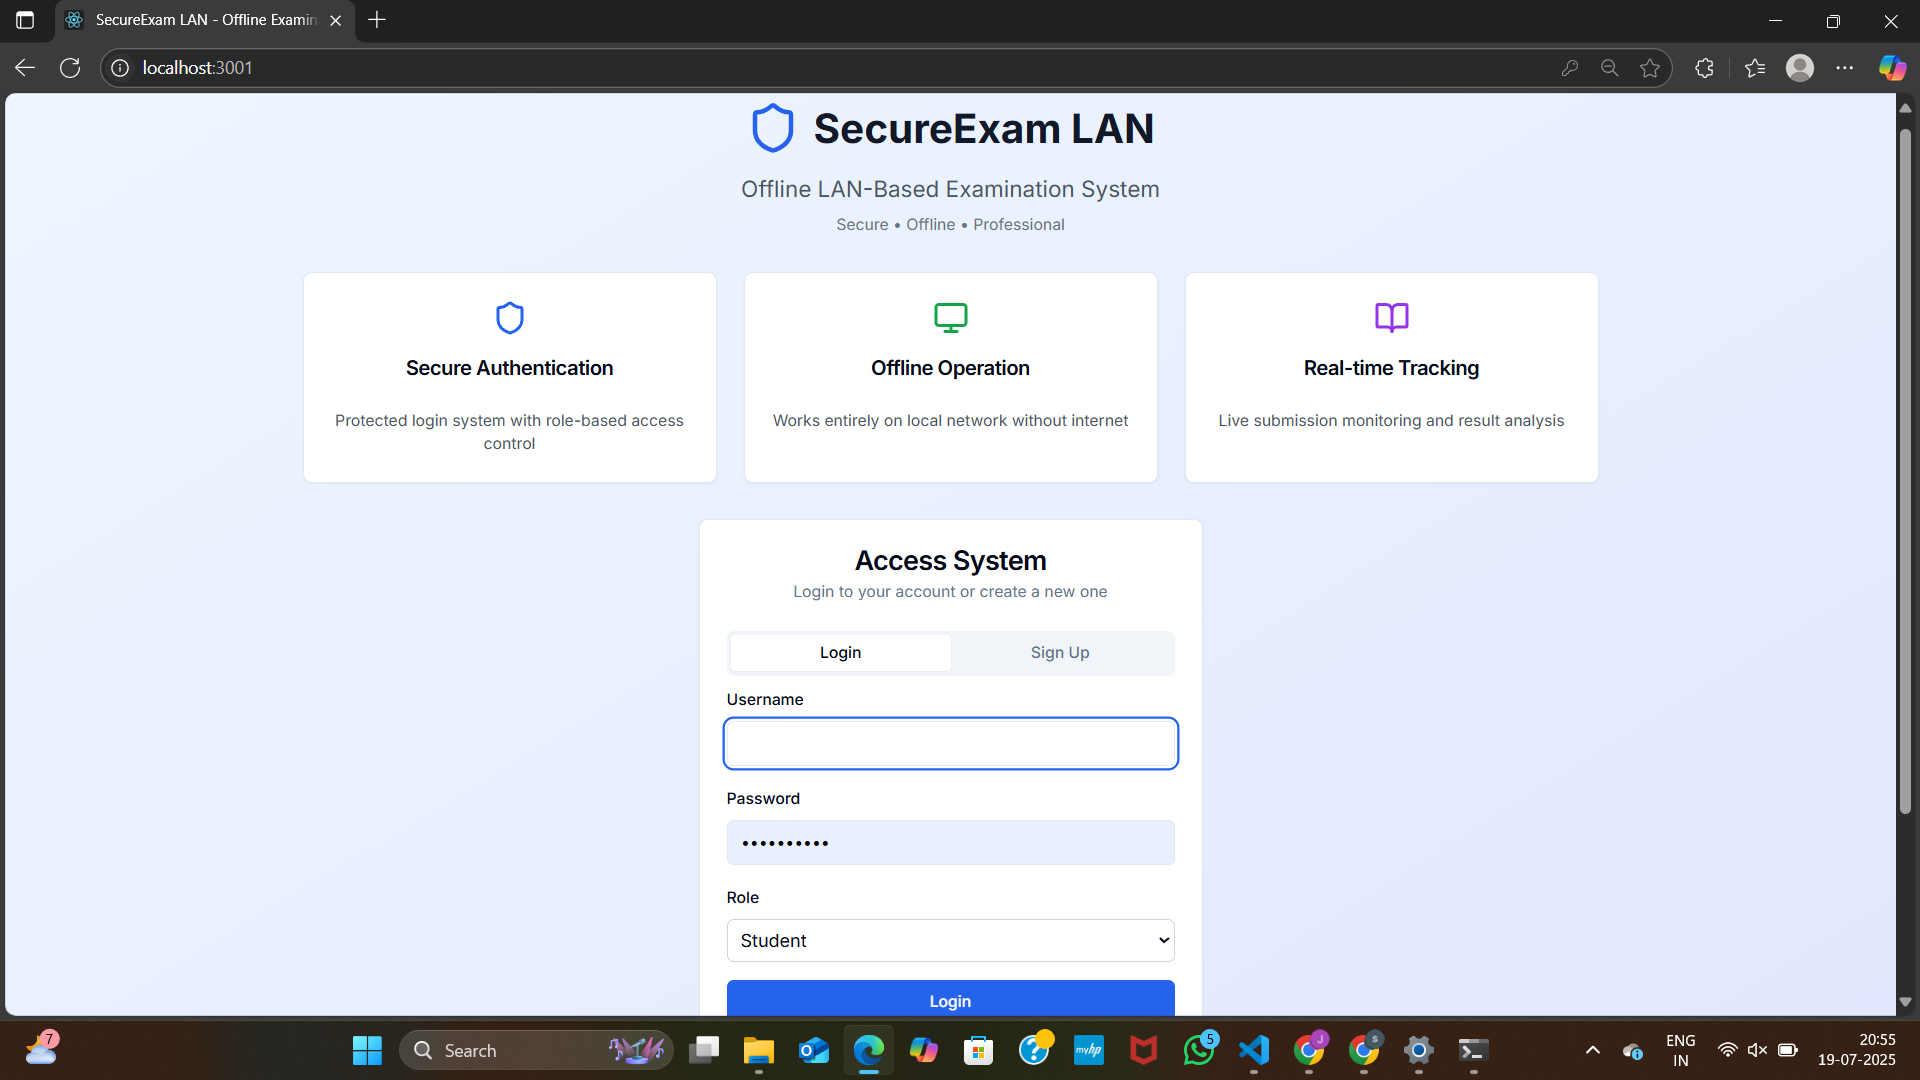 SecureExam LAN - Offline Examin
localhost:3001
SecureExam LAN
Offline LAN-Based Examination System
Secure • Offline • Professional
Secure Authentication
Protected login system with role-based access
control
Offline Operation
Works entirely on local network without internet
Real-time Tracking
Live submission monitoring and result analysis
Access System
Login to your account or create a new one
Login
Sign Up
Username
Password
••••••••••
Role
Student
Login
7
Search
myhp
5
J
S
ENG
IN
20:55
19-07-2025